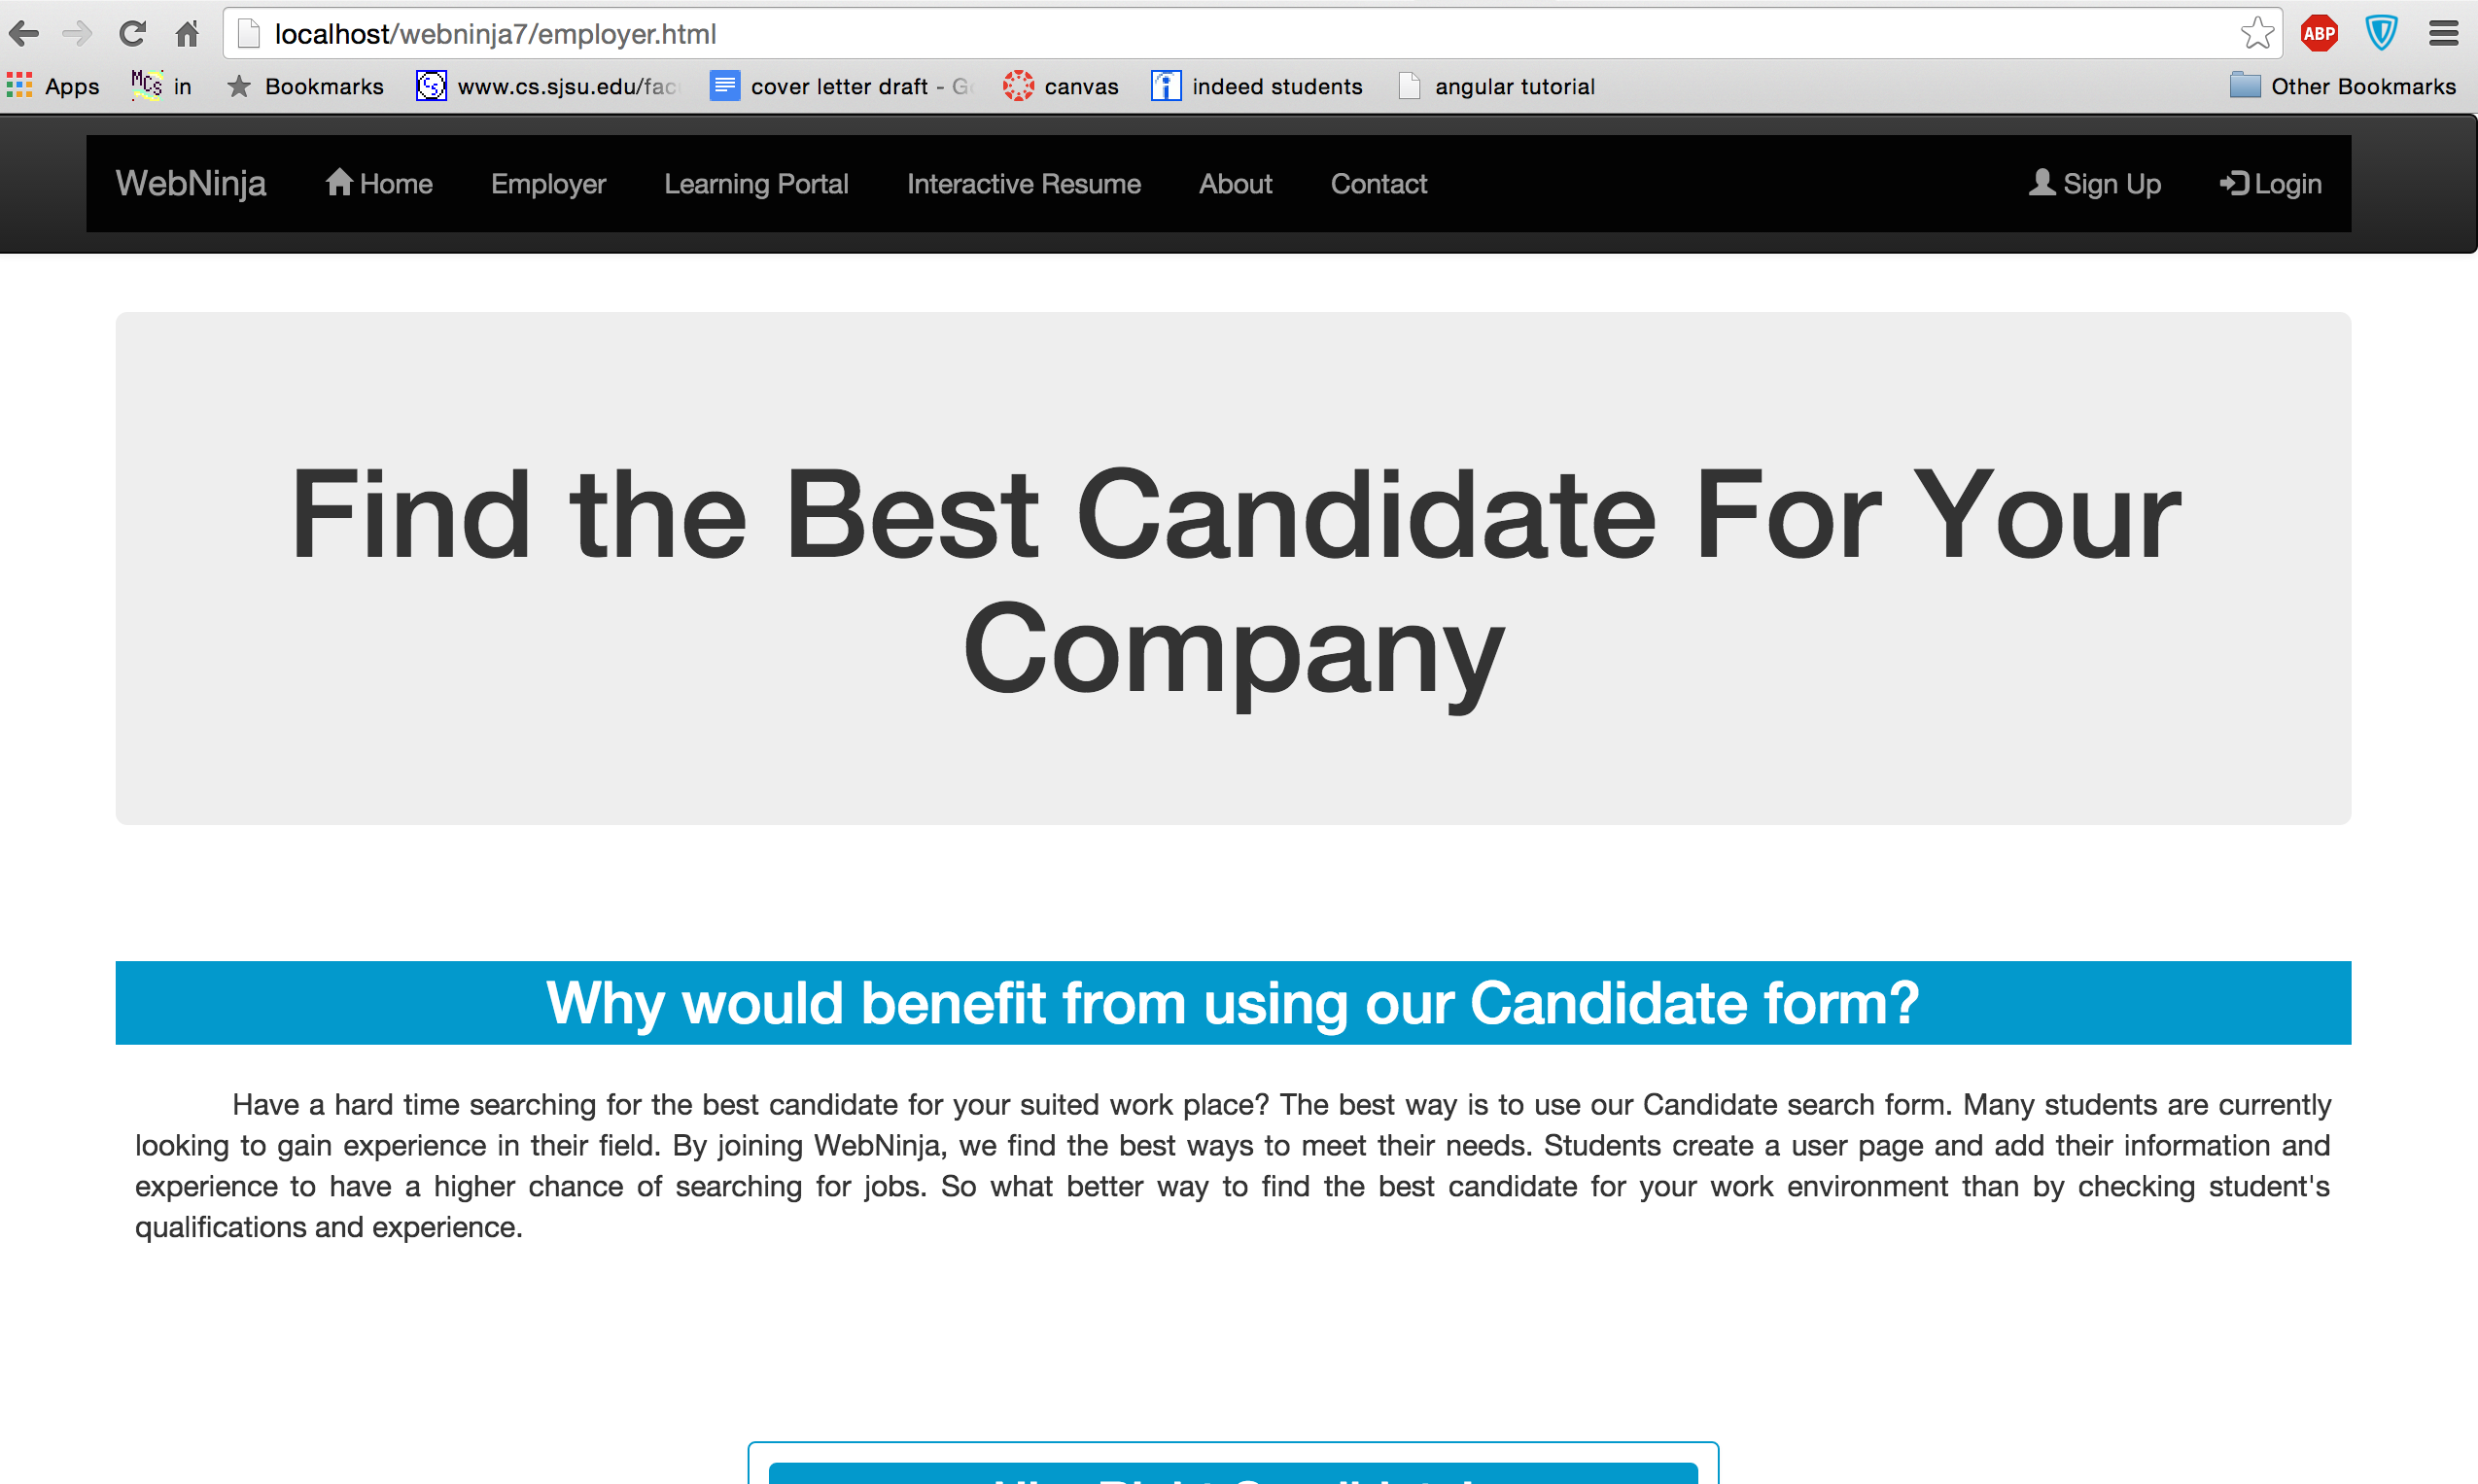 localhost/webninja7/employer.html
ABP
Apps in Bookmarks www.cs.sjsu.edu/fac cover letter draft - Go canvas indeed students angular tutorial Other Bookmarks
WebNinja Home Employer Learning Portal Interactive Resume About Contact Sign Up Login
Find the Best Candidate For Your
Company
Why would benefit from using our Candidate form?
Have a hard time searching for the best candidate for your suited work place? The best way is to use our Candidate search form. Many students are currently
looking to gain experience in their field. By joining WebNinja, we find the best ways to meet their needs. Students create a user page and add their information and
experience to have a higher chance of searching for jobs. So what better way to find the best candidate for your work environment than by checking student's
qualifications and experience.